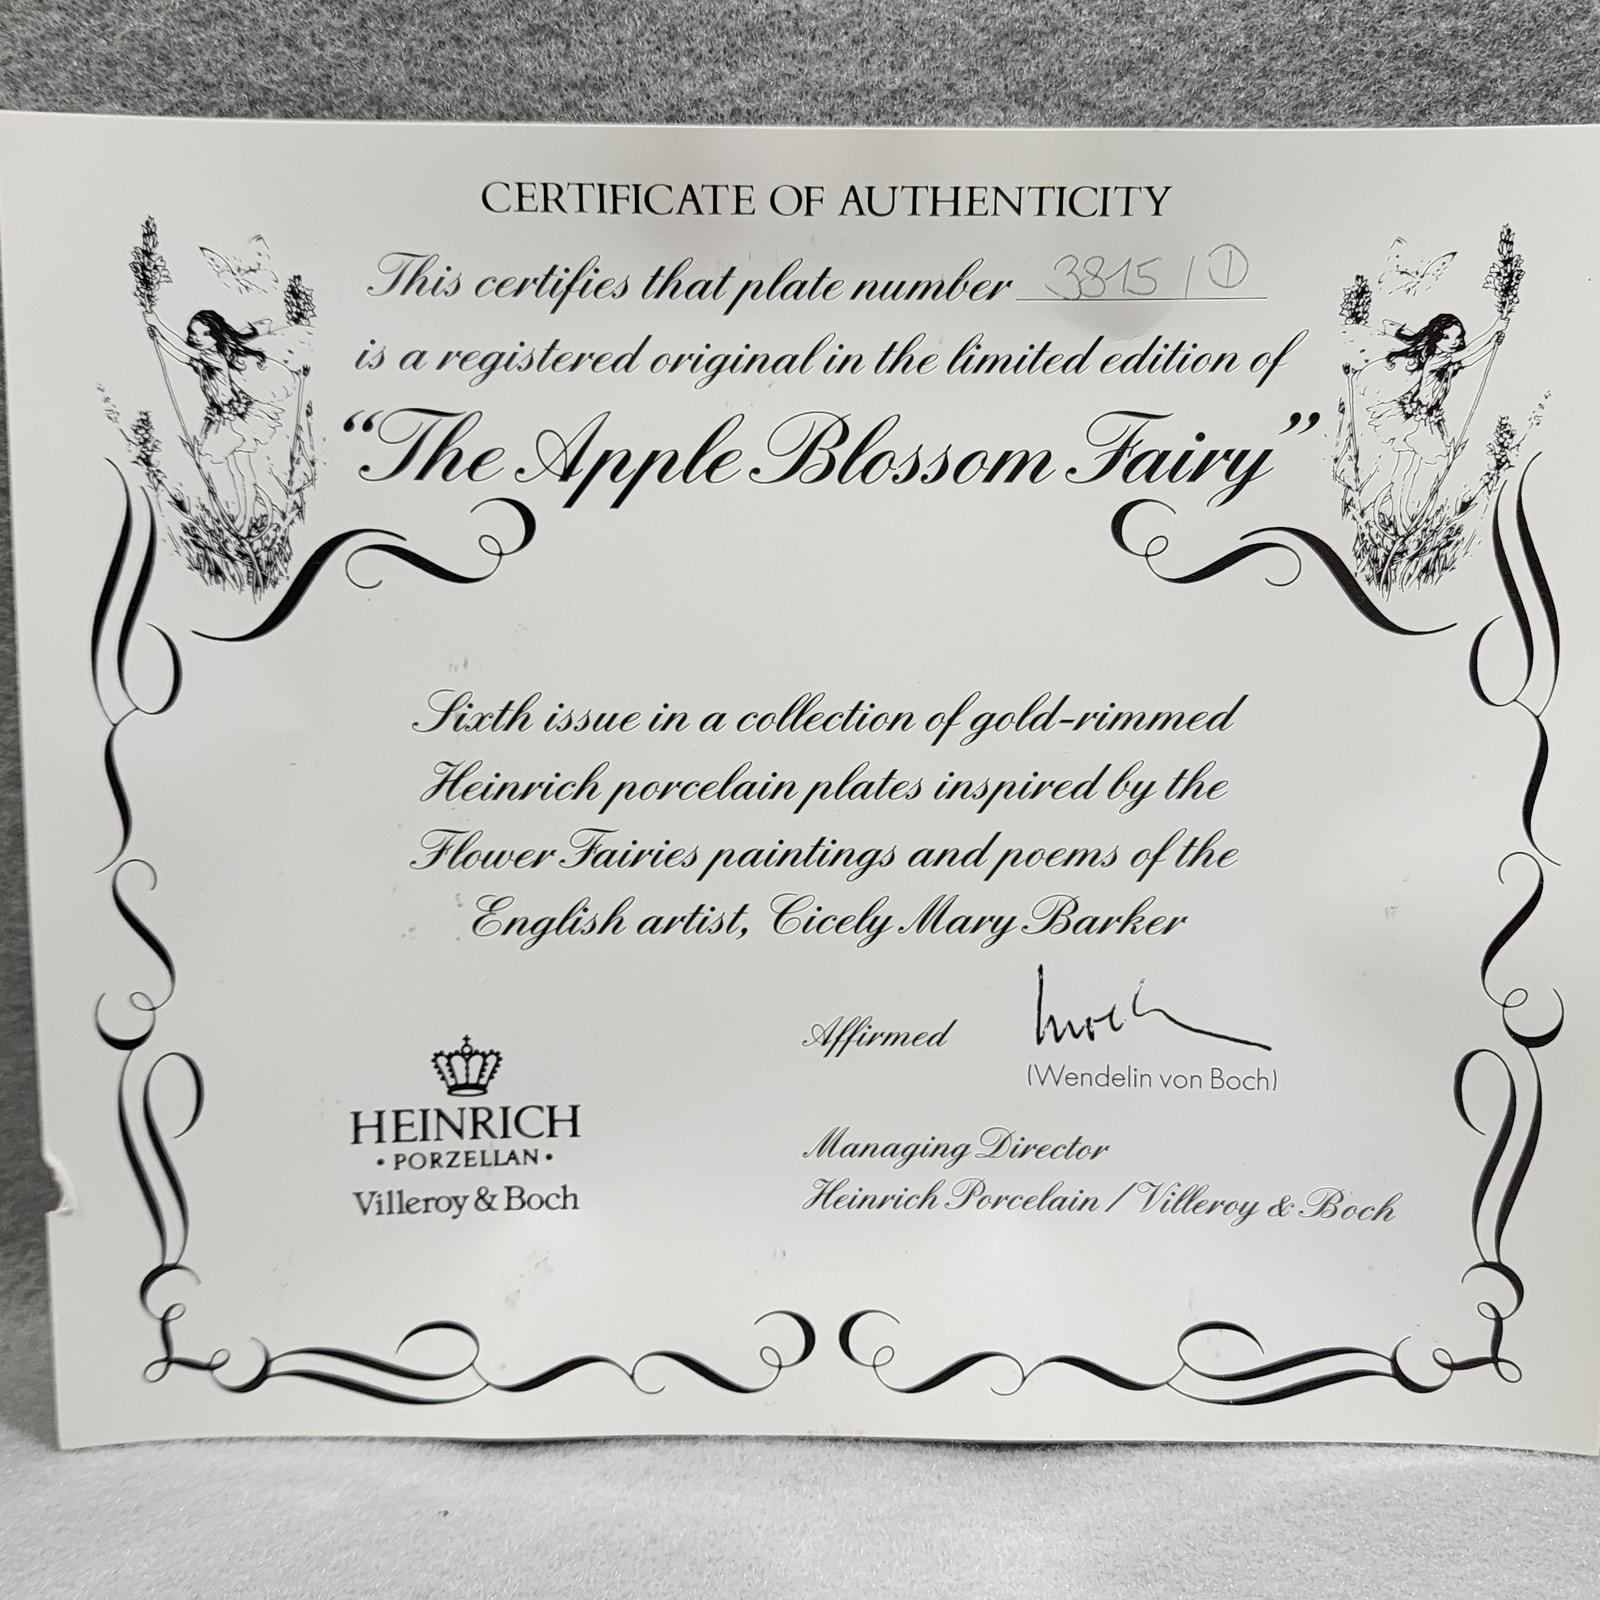 CERTIFICATE OF AUTHENTICITY
This certifies that plate number 3815 / ①
is a registered original in the limited edition of
“The Apple Blossom Fairy”
Sixth issue in a collection of gold-rimmed
Heinrich porcelain plates inspired by the
Flower Fairies paintings and poems of the
English artist, Cicely Mary Barker
Affirmed
(Wendelin von Boch)
HEINRICH
• PORZELLAN •
Villeroy & Boch
Managing Director
Heinrich Porcelain / Villeroy & Boch